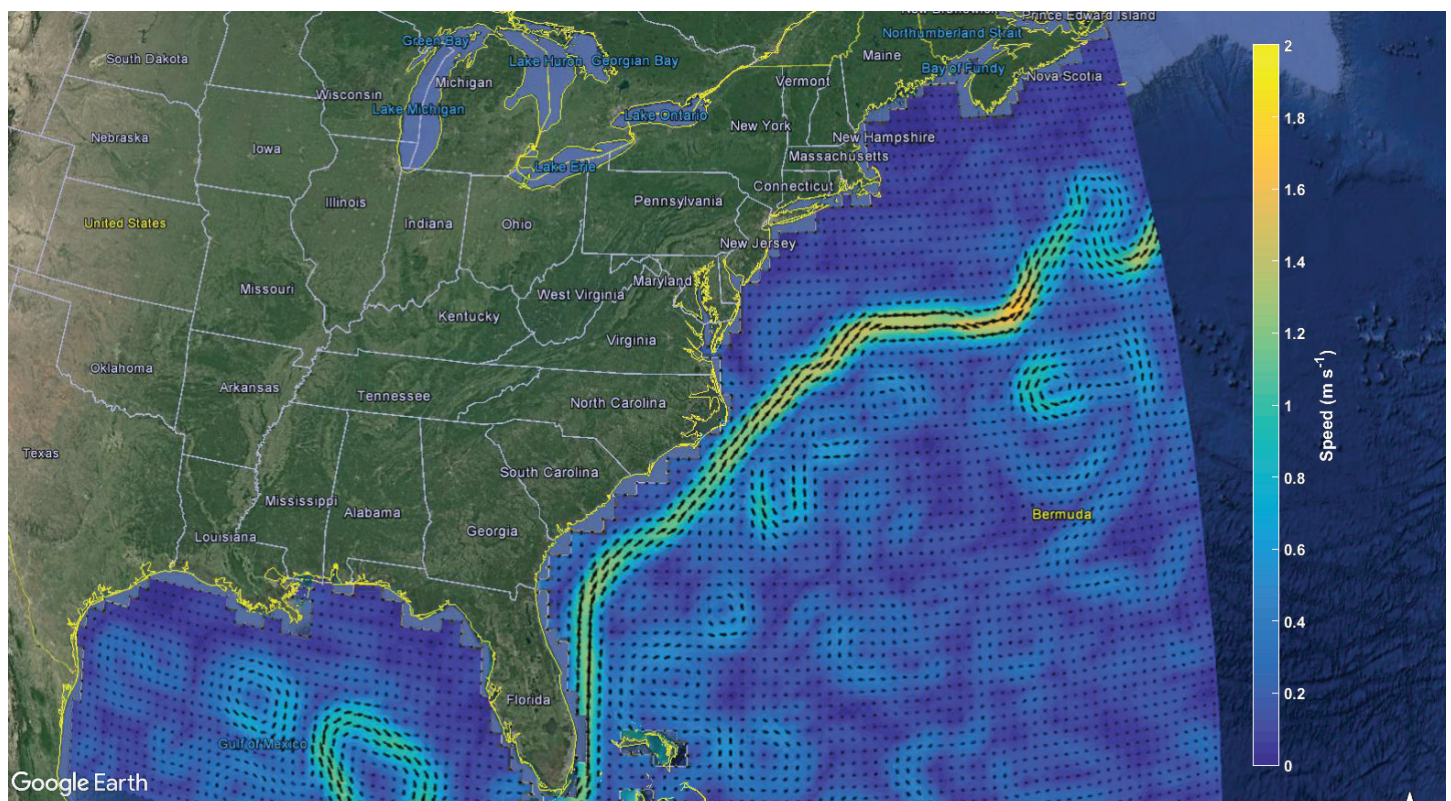 New Brunswick
Prince Edward Island
Northumberland Strait
Green Bay
South Dakota
Lake Huron
Georgian Bay
Maine
2
Bay of Fundy
Nova Scotia
Michigan
Vermont
Wisconsin
Lake Michigan
Lake Ontario
1.8
Nebraska
New York
New Hampshire
Iowa
Massachusetts
Lake Erie
Connecticut
1.6
Illinois
Pennsylvania
United States
Indiana
Ohio
New Jersey
1.4
Missouri
Maryland
West Virginia
Kentucky
1.2
Virginia
Oklahoma
Arkansas
Tennessee
North Carolina
1
Speed (m s-1)
Texas
South Carolina
0.8
Mississippi
Alabama
Bermuda
Georgia
Louisiana
0.6
0.4
Florida
0.2
Gulf of Mexico
0
Google Earth